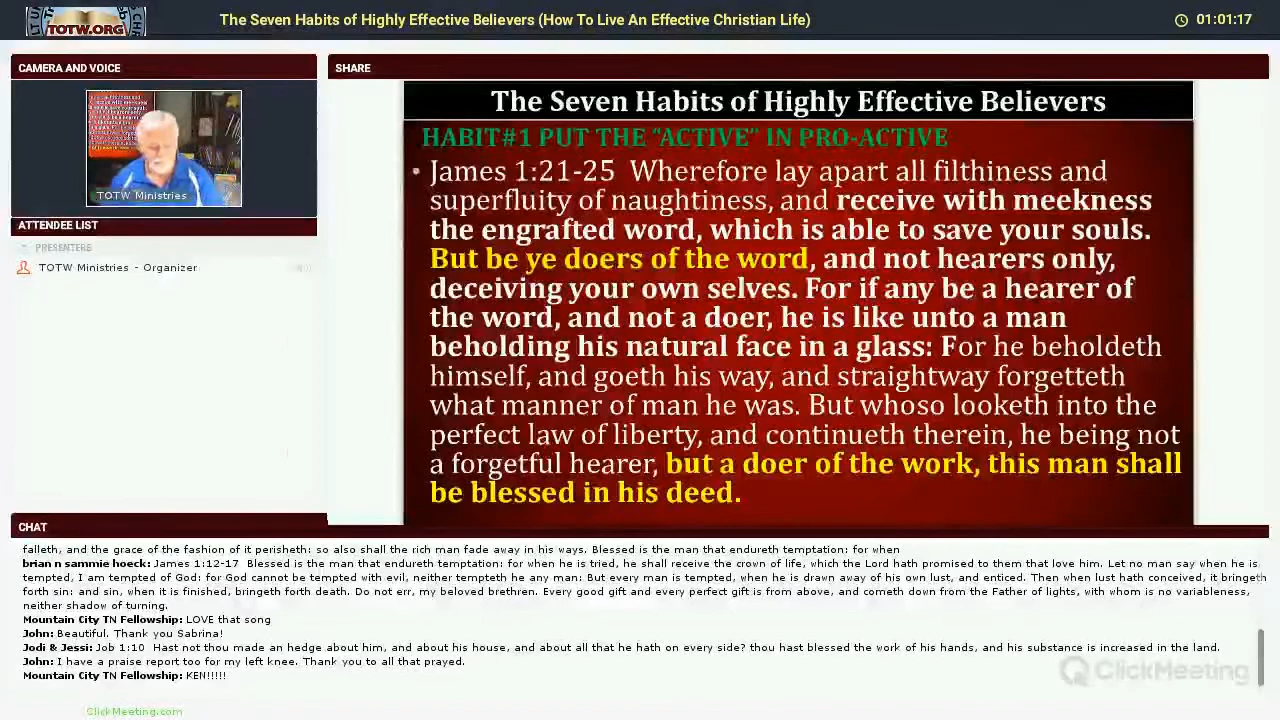 TOTW.ORG
The Seven Habits of Highly Effective Believers (How To Live An Effective Christian Life)
01:01:17
CAMERA AND VOICE
SHARE
TOTW Ministries
ATTENDEE LIST
PRESENTERS
TOTW Ministries - Organizer
The Seven Habits of Highly Effective Believers
HABIT#1 PUT THE “ACTIVE” IN PRO-ACTIVE
• James 1:21-25 Wherefore lay apart all filthiness and
superfluity of naughtiness, and receive with meekness
the engrafted word, which is able to save your souls.
But be ye doers of the word, and not hearers only,
deceiving your own selves. For if any be a hearer of
the word, and not a doer, he is like unto a man
beholding his natural face in a glass: For he beholdeth
himself, and goeth his way, and straightway forgetteth
what manner of man he was. But whoso looketh into the
perfect law of liberty, and continueth therein, he being not
a forgetful hearer, but a doer of the work, this man shall
be blessed in his deed.
CHAT
falleth, and the grace of the fashion of it perisheth: so also shall the rich man fade away in his ways. Blessed is the man that endureth temptation: for when
brian n sammie hoeck: James 1:12-17 Blessed is the man that endureth temptation: for when he is tried, he shall receive the crown of life, which the Lord hath promised to them that love him. Let no man say when he is
tempted, I am tempted of God: for God cannot be tempted with evil, neither tempteth he any man: But every man is tempted, when he is drawn away of his own lust, and enticed. Then when lust hath conceived, it bringeth
forth sin: and sin, when it is finished, bringeth forth death. Do not err, my beloved brethren. Every good gift and every perfect gift is from above, and cometh down from the Father of lights, with whom is no variableness,
neither shadow of turning.
Mountain City TN Fellowship: LOVE that song
John: Beautiful. Thank you Sabrina!
Jodi & Jessi: Job 1:10 Hast not thou made an hedge about him, and about his house, and about all that he hath on every side? thou hast blessed the work of his hands, and his substance is increased in the land.
John: I have a praise report too for my left knee. Thank you to all that prayed.
Mountain City TN Fellowship: KEN!!!!!
ClickMeeting
ClickMeeting.com